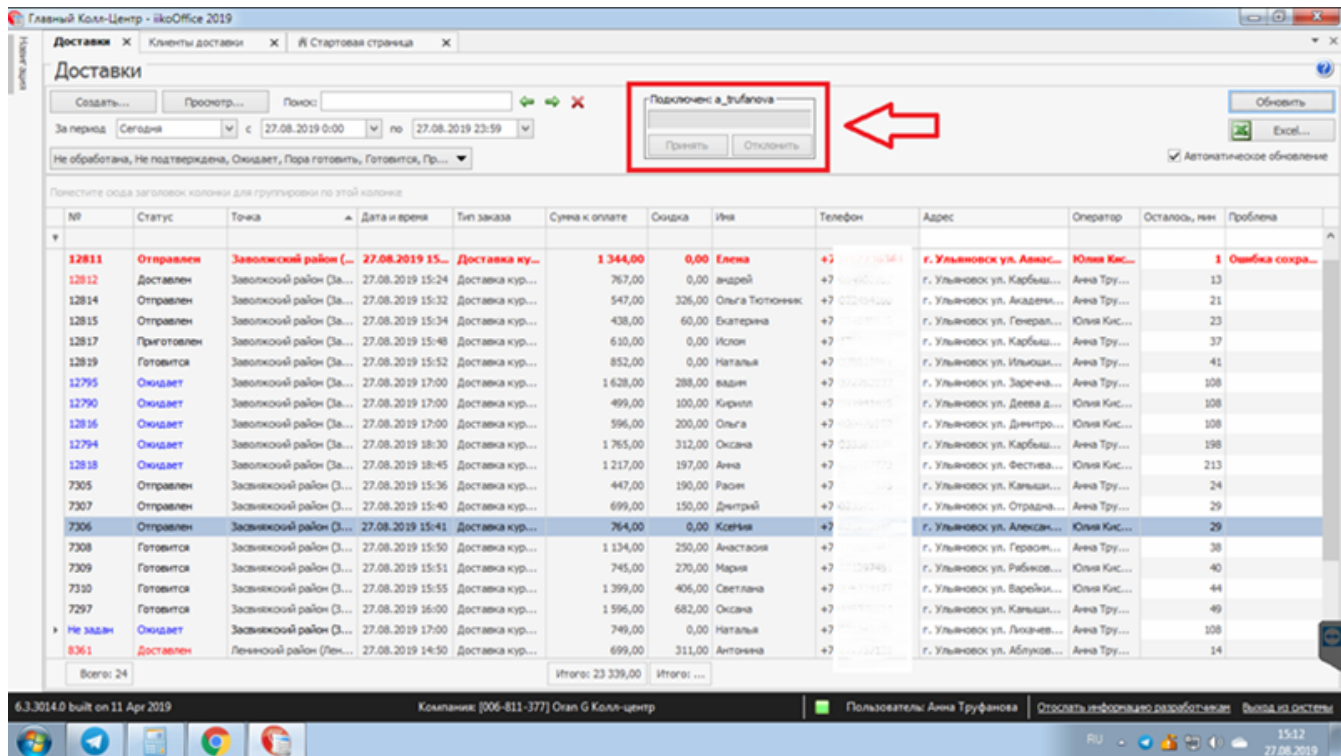 Главный Колл-Центр - iikoOffice 2019
Навигация
Доставки Клиенты доставки Стартовая страница
Доставки
Создать... Просмотр... Поиск: Подключен: a_trufanova Обновить
За период Сегодня с 27.08.2019 0:00 по 27.08.2019 23:59 Excel...
Принять Отклонить
Не обработана, Не подтверждена, Ожидает, Пора готовить, Готовится, Пр... Автоматическое обновление
Поместите сюда заголовок колонки для группировки по этой колонке
№ Статус Точка Дата и время Тип заказа Сумма к оплате Скидка Имя Телефон Адрес Оператор Осталось, мин Проблема
12811 Отправлен Заволжский район (... 27.08.2019 15... Доставка ку... 1 344,00 0,00 Елена +7 г. Ульяновск ул. Авиас... Юлия Кис... 1 Ошибка сохра...
12812 Доставлен Заволжский район (За... 27.08.2019 15:24 Доставка кур... 767,00 0,00 андрей +7 г. Ульяновск ул. Карбыш... Анна Тру... 13
12814 Отправлен Заволжский район (За... 27.08.2019 15:32 Доставка кур... 547,00 326,00 Ольга Тютюнник +7 г. Ульяновск ул. Академи... Анна Тру... 21
12815 Отправлен Заволжский район (За... 27.08.2019 15:34 Доставка кур... 438,00 60,00 Екатерина +7 г. Ульяновск ул. Генерал... Юлия Кис... 23
12817 Приготовлен Заволжский район (За... 27.08.2019 15:48 Доставка кур... 610,00 0,00 Ислом +7 г. Ульяновск ул. Карбыш... Анна Тру... 37
12819 Готовится Заволжский район (За... 27.08.2019 15:52 Доставка кур... 852,00 0,00 Наталья +7 г. Ульяновск ул. Ильюши... Анна Тру... 41
12795 Ожидает Заволжский район (За... 27.08.2019 17:00 Доставка кур... 1 628,00 288,00 вадим +7 г. Ульяновск ул. Заречна... Анна Тру... 108
12790 Ожидает Заволжский район (За... 27.08.2019 17:00 Доставка кур... 499,00 100,00 Кирилл +7 г. Ульяновск ул. Деева д... Юлия Кис... 108
12816 Ожидает Заволжский район (За... 27.08.2019 17:00 Доставка кур... 596,00 200,00 Ольга +7 г. Ульяновск ул. Димитро... Юлия Кис... 108
12794 Ожидает Заволжский район (За... 27.08.2019 18:30 Доставка кур... 1 765,00 312,00 Оксана +7 г. Ульяновск ул. Карбыш... Анна Тру... 198
12818 Ожидает Заволжский район (За... 27.08.2019 18:45 Доставка кур... 1 217,00 197,00 Анна +7 г. Ульяновск ул. Фестива... Юлия Кис... 213
7305 Отправлен Засвияжский район (З... 27.08.2019 15:36 Доставка кур... 447,00 190,00 Расим +7 г. Ульяновск ул. Камыши... Анна Тру... 24
7307 Отправлен Засвияжский район (З... 27.08.2019 15:40 Доставка кур... 699,00 150,00 Дмитрий +7 г. Ульяновск ул. Отрадна... Анна Тру... 29
7306 Отправлен Засвияжский район (З... 27.08.2019 15:41 Доставка кур... 764,00 0,00 КсеНия +7 г. Ульяновск ул. Алексан... Юлия Кис... 29
7308 Готовится Засвияжский район (З... 27.08.2019 15:50 Доставка кур... 1 134,00 250,00 Анастасия +7 г. Ульяновск ул. Герасим... Анна Тру... 38
7309 Готовится Засвияжский район (З... 27.08.2019 15:51 Доставка кур... 745,00 270,00 Мария +7 г. Ульяновск ул. Рябиков... Юлия Кис... 40
7310 Готовится Засвияжский район (З... 27.08.2019 15:55 Доставка кур... 1 399,00 406,00 Светлана +7 г. Ульяновск ул. Варейки... Юлия Кис... 44
7297 Готовится Засвияжский район (З... 27.08.2019 16:00 Доставка кур... 1 596,00 682,00 Оксана +7 г. Ульяновск ул. Камыши... Анна Тру... 49
Не задан Ожидает Засвияжский район (З... 27.08.2019 17:00 Доставка кур... 749,00 0,00 Наталья +7 г. Ульяновск ул. Лихачев... Анна Тру... 108
8361 Доставлен Ленинский район (Лен... 27.08.2019 14:50 Доставка кур... 699,00 311,00 Антонина +7 г. Ульяновск ул. Аблуков... Анна Тру... 14
Всего: 24 Итого: 23 339,00 Итого: ...
6.3.3014.0 built on 11 Apr 2019 Компания: [006-811-377] Oran G Колл-центр Пользователь: Анна Труфанова Отослать информацию разработчикам Выход из системы
RU 15:12
27.08.2019